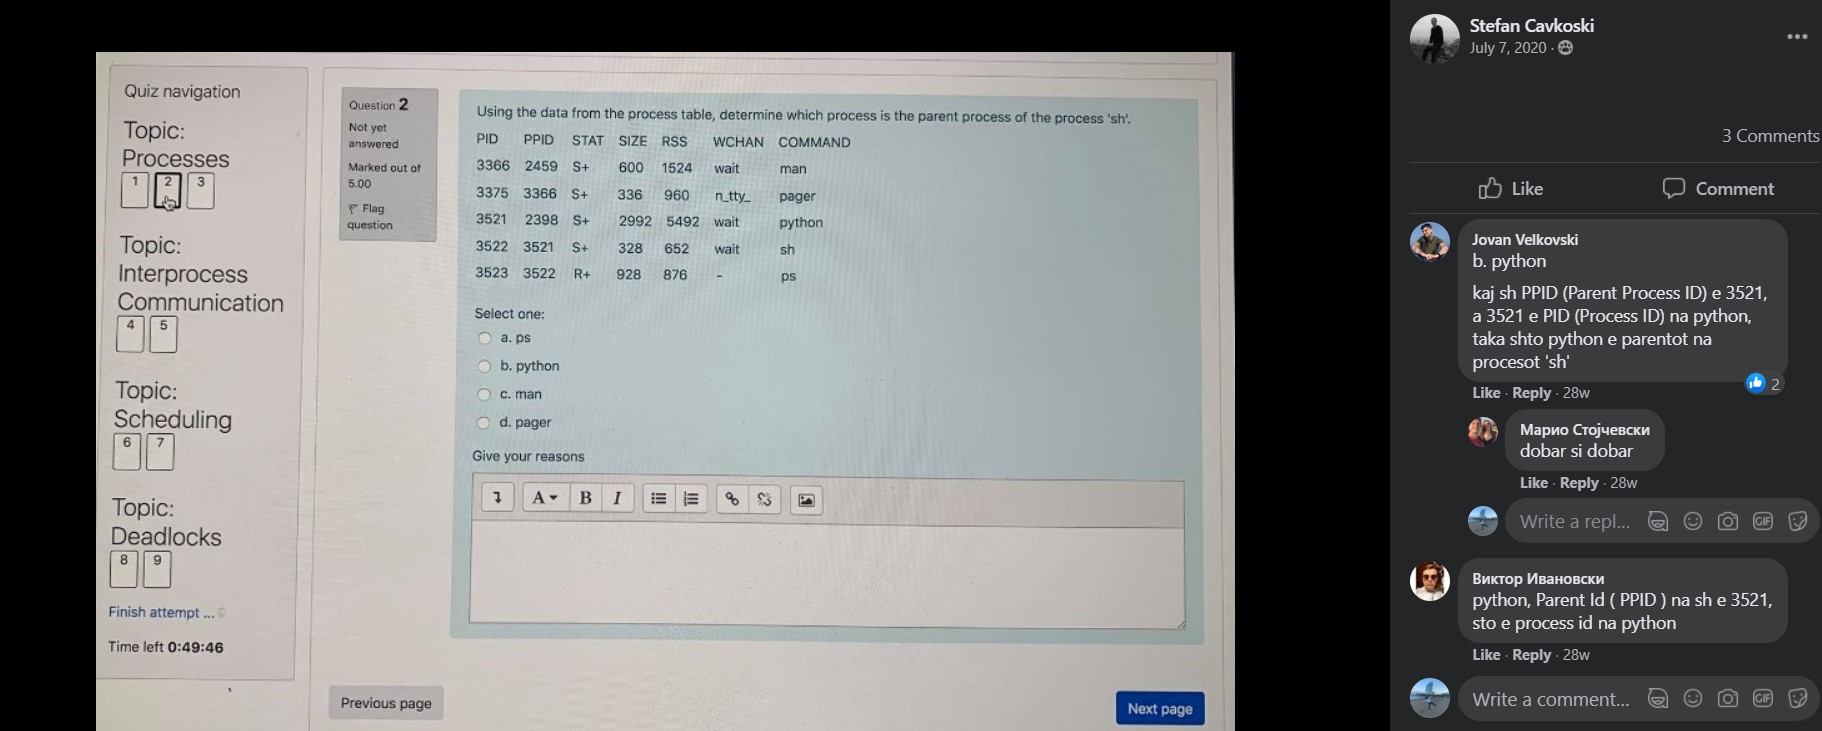 Quiz navigation
Topic:
Processes
1 2 3
Topic:
Interprocess
Communication
4 5
Topic:
Scheduling
6 7
Topic:
Deadlocks
8 9
Finish attempt ...
Time left 0:49:46
Question 2
Not yet
answered
Marked out of
5.00
Flag
question
Using the data from the process table, determine which process is the parent process of the process 'sh'.
PID PPID STAT SIZE RSS WCHAN COMMAND
3366 2459 S+ 600 1524 wait man
3375 3366 S+ 336 960 n_tty_ pager
3521 2398 S+ 2992 5492 wait python
3522 3521 S+ 328 652 wait sh
3523 3522 R+ 928 876 - ps
Select one:
a. ps
b. python
c. man
d. pager
Give your reasons
A B I
Previous page
Next page
Stefan Cavkoski
July 7, 2020 ·
3 Comments
Like Comment
Jovan Velkovski
b. python
kaj sh PPID (Parent Process ID) e 3521,
a 3521 e PID (Process ID) na python,
taka shto python e parentot na
procesot 'sh'
2
Like · Reply · 28w
Марио Стојчевски
dobar si dobar
Like · Reply · 28w
Write a repl... GIF
Виктор Ивановски
python, Parent Id ( PPID ) na sh e 3521,
sto e process id na python
Like · Reply · 28w
Write a comment... GIF